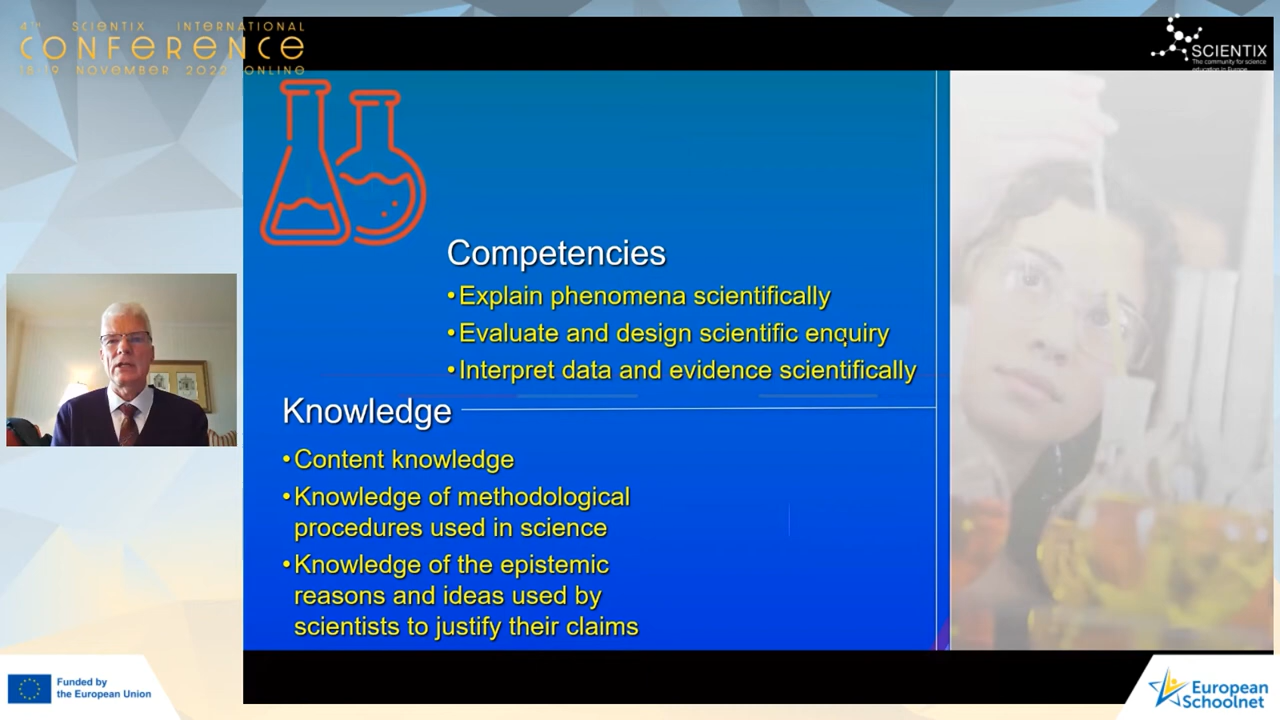 4TH SCIENTIX INTERNATIONAL
CONFERENCE
18-19 NOVEMBER 2022 ONLINE
SCIENTIX
The community for science
education in Europe
Competencies
•Explain phenomena scientifically
•Evaluate and design scientific enquiry
•Interpret data and evidence scientifically
Knowledge
•Content knowledge
•Knowledge of methodological
procedures used in science
•Knowledge of the epistemic
reasons and ideas used by
scientists to justify their claims
Funded by
the European Union
European
Schoolnet